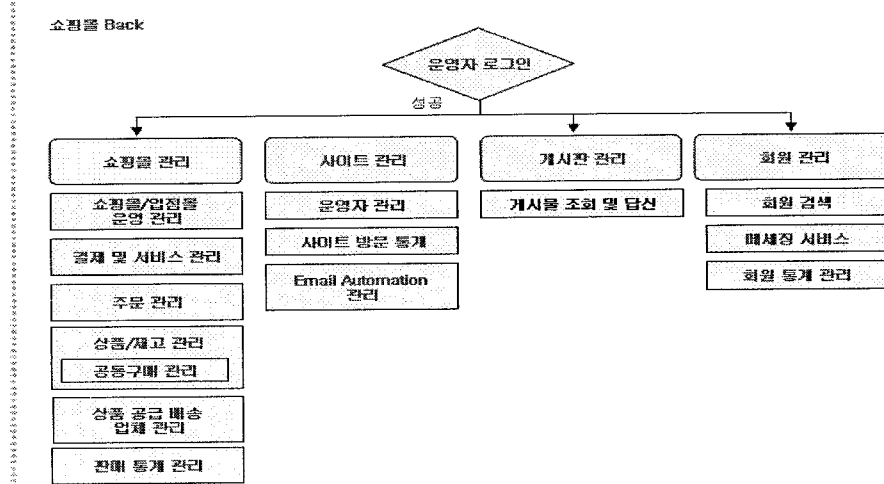 쇼핑몰 Back
운영자 로그인
성공
쇼핑몰 관리
쇼핑몰/입점몰
운영 관리
결제 및 서비스 관리
주문 관리
상품/재고 관리
공동구매 관리
상품 공급 배송
업체 관리
판매 통계 관리
사이트 관리
운영자 관리
사이트 방문 통계
Email Automation
관리
게시판 관리
게시물 조회 및 답신
회원 관리
회원 검색
메세징 서비스
회원 통계 관리